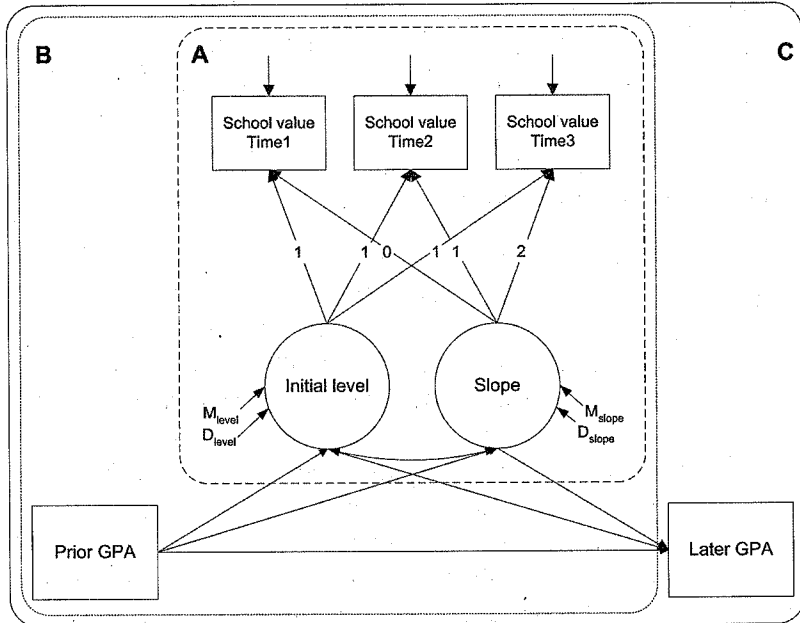 B
A
C
School value
Time1
School value
Time2
School value
Time3
1
1
0
1
1
2
Initial level
Slope
M_level
D_level
M_slope
D_slope
Prior GPA
Later GPA